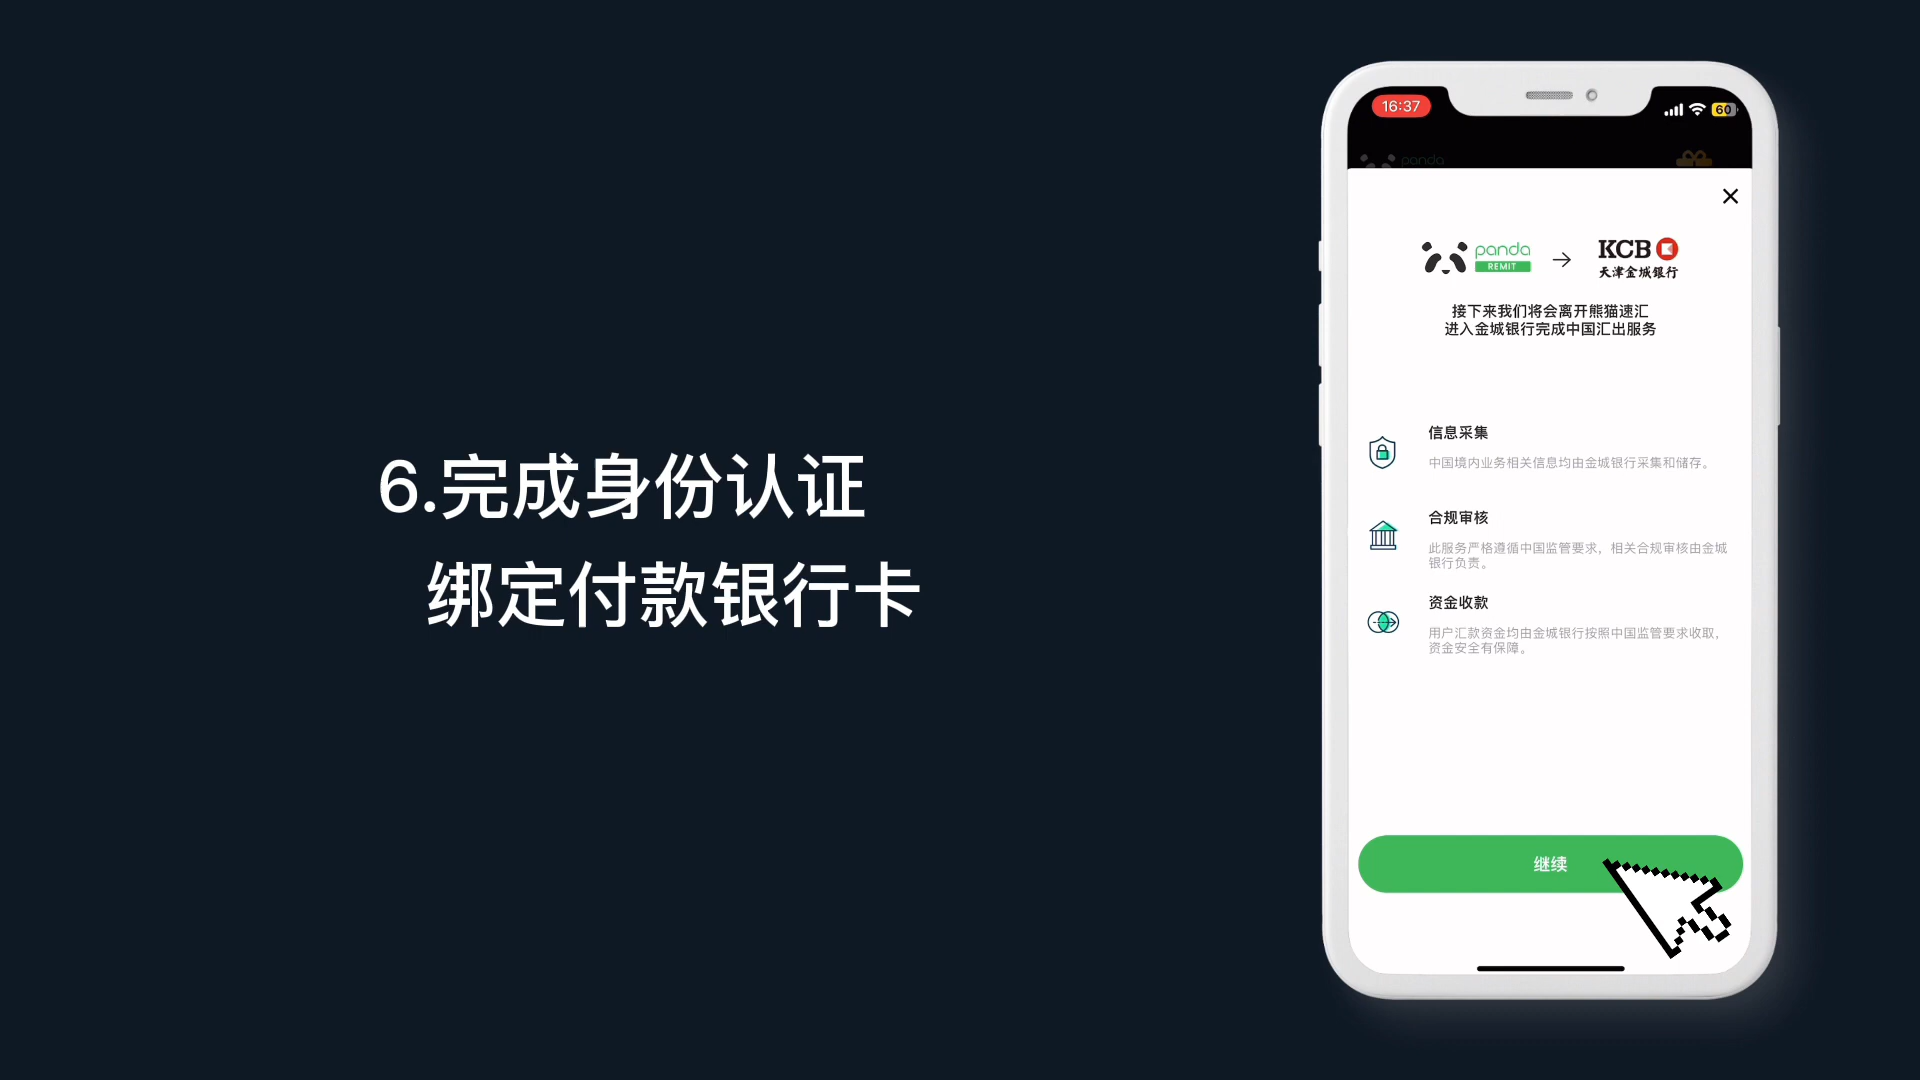 6.完成身份认证
绑定付款银行卡
16:37
60
panda
panda
REMIT
KCB
天津金城银行
接下来我们将会离开熊猫速汇
进入金城银行完成中国汇出服务
信息采集
中国境内业务相关信息均由金城银行采集和储存。
合规审核
此服务严格遵循中国监管要求，相关合规审核由金城
银行负责。
资金收款
用户汇款资金均由金城银行按照中国监管要求收取，
资金安全有保障。
继续